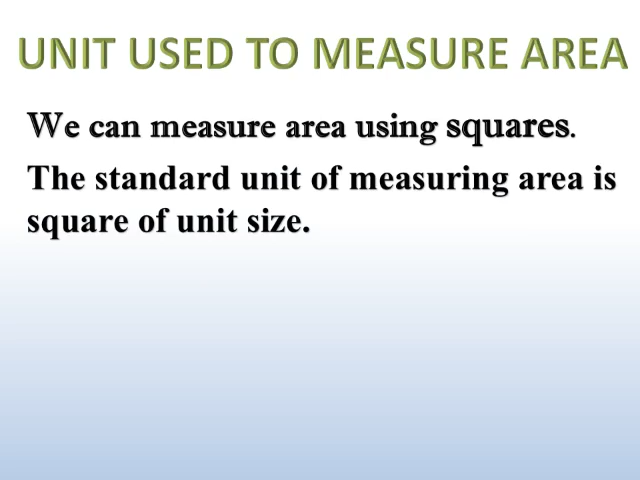 UNIT USED TO MEASURE AREA
We can measure area using squares.
The standard unit of measuring area is
square of unit size.